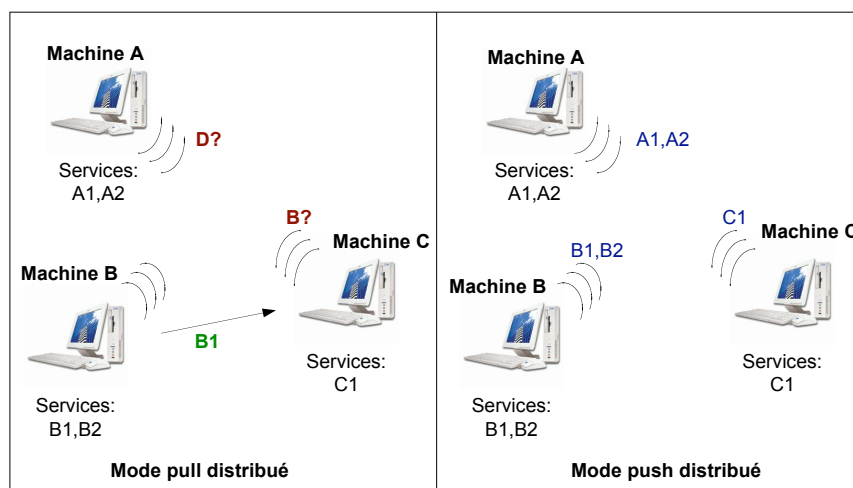 Machine A
D?
Services:
A1,A2
B?
Machine C
Machine B
B1
Services:
C1
Services:
B1,B2
Mode pull distribué
Machine A
A1,A2
Services:
A1,A2
C1
Machine C
B1,B2
Machine B
Services:
C1
Services:
B1,B2
Mode push distribué